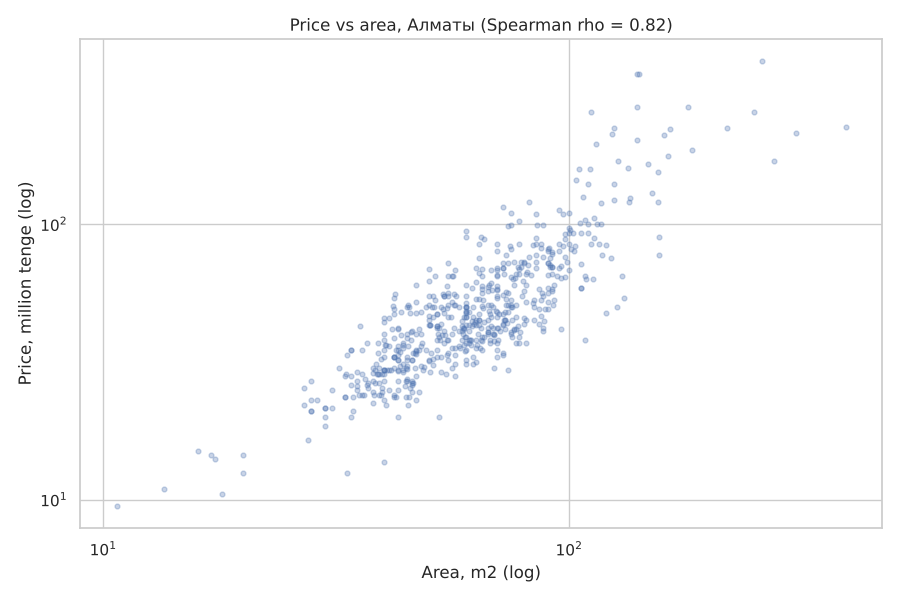 Price vs area, Алматы (Spearman rho = 0.82)
Price, million tenge (log)
10²
10¹
10¹
10²
Area, m2 (log)